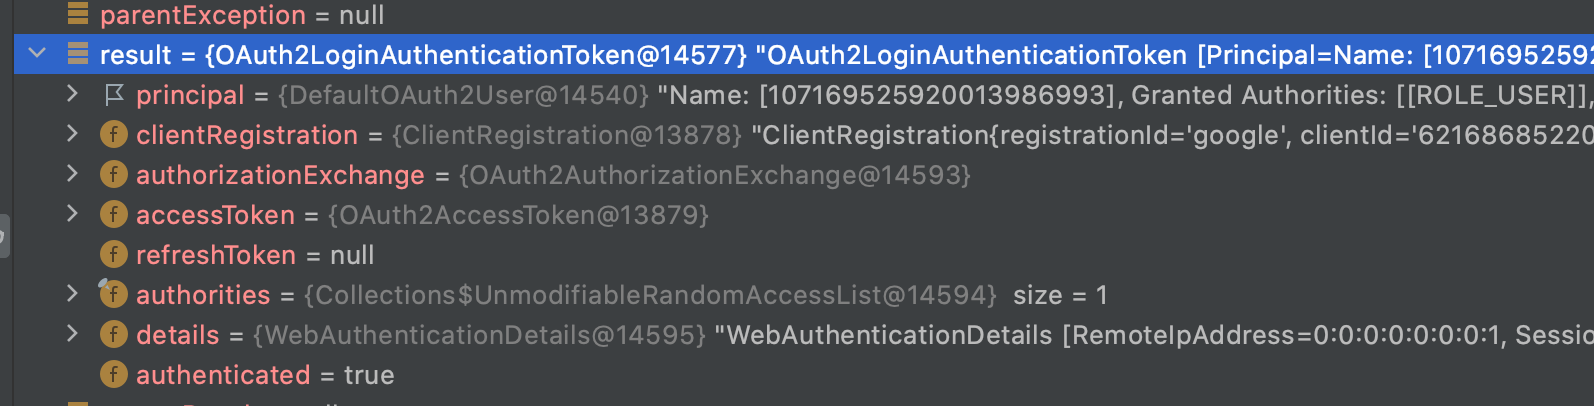 parentException = null
result = {OAuth2LoginAuthenticationToken@14577} "OAuth2LoginAuthenticationToken [Principal=Name: [1071695259
principal = {DefaultOAuth2User@14540} "Name: [107169525920013986993], Granted Authorities: [[ROLE_USER]],
f clientRegistration = {ClientRegistration@13878} "ClientRegistration{registrationId='google', clientId='62168685220
f authorizationExchange = {OAuth2AuthorizationExchange@14593}
f accessToken = {OAuth2AccessToken@13879}
f refreshToken = null
f authorities = {Collections$UnmodifiableRandomAccessList@14594} size = 1
f details = {WebAuthenticationDetails@14595} "WebAuthenticationDetails [RemoteIpAddress=0:0:0:0:0:0:0:1, Sessio
f authenticated = true